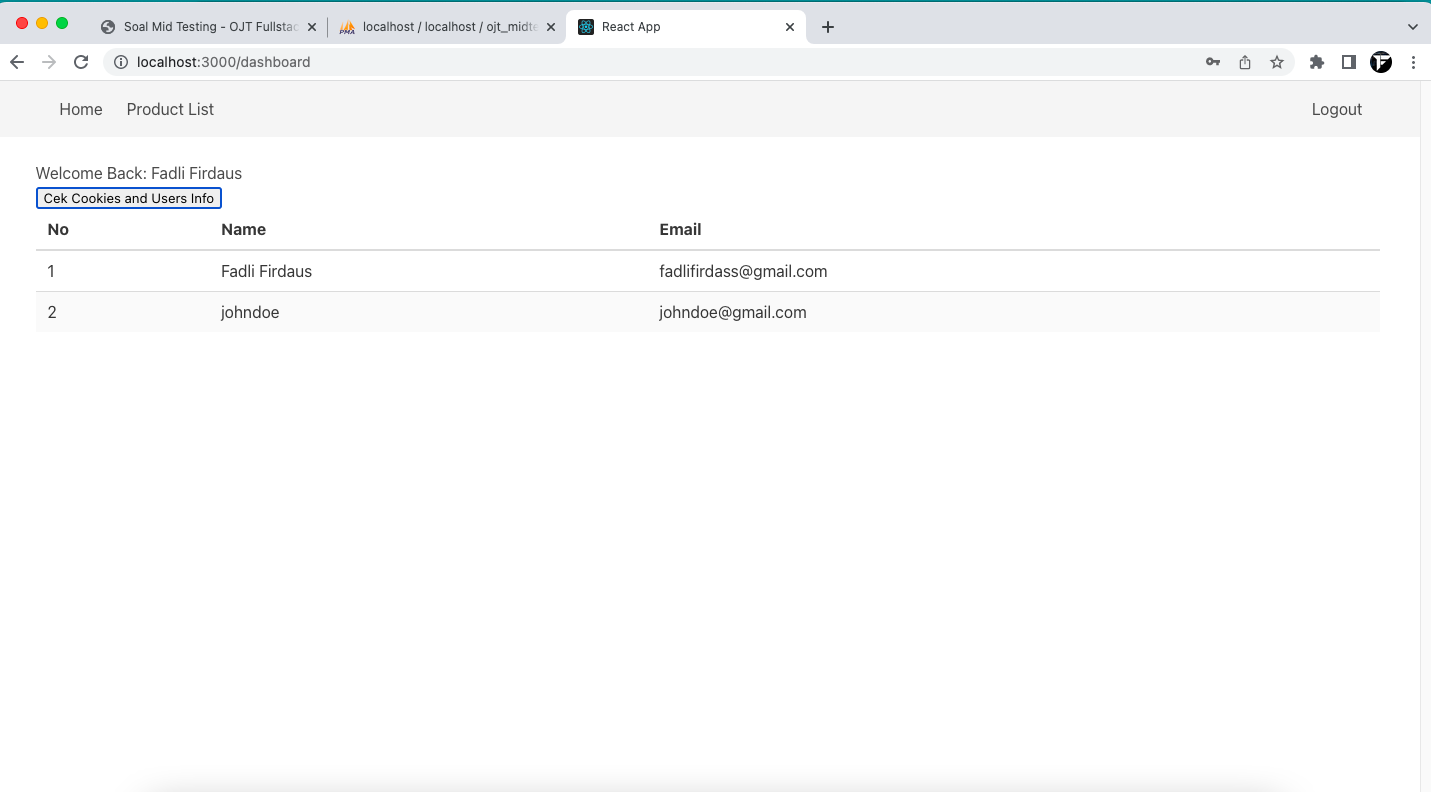 Soal Mid Testing - OJT Fullstac
localhost / localhost / ojt_midte
React App
localhost:3000/dashboard
Home Product List Logout
Welcome Back: Fadli Firdaus
Cek Cookies and Users Info
No Name Email
1 Fadli Firdaus fadlifirdass@gmail.com
2 johndoe johndoe@gmail.com